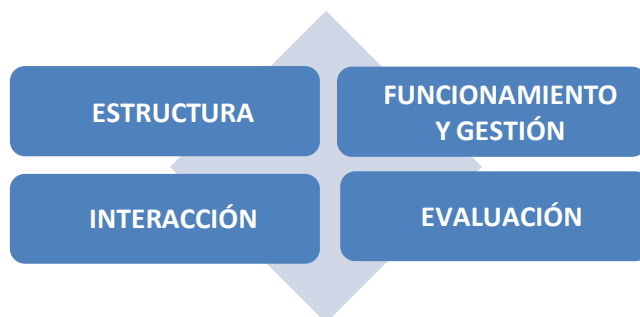 ESTRUCTURA
FUNCIONAMIENTO
Y GESTIÓN
INTERACCIÓN
EVALUACIÓN